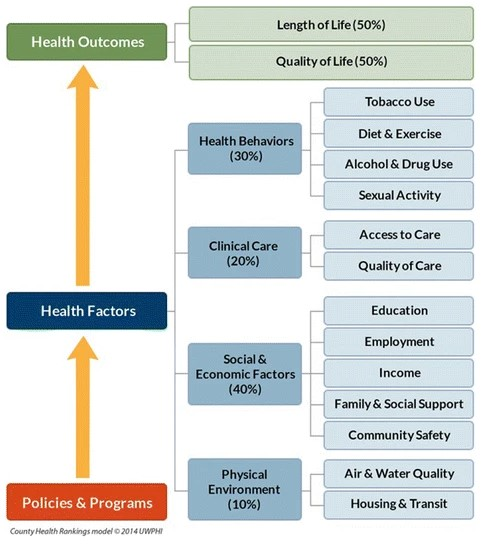 Health Outcomes
Length of Life (50%)
Quality of Life (50%)
Health Behaviors
(30%)
Tobacco Use
Diet & Exercise
Alcohol & Drug Use
Sexual Activity
Clinical Care
(20%)
Access to Care
Quality of Care
Health Factors
Social &
Economic Factors
(40%)
Education
Employment
Income
Family & Social Support
Community Safety
Physical
Environment
(10%)
Air & Water Quality
Housing & Transit
Policies & Programs
County Health Rankings model © 2014 UWPHI